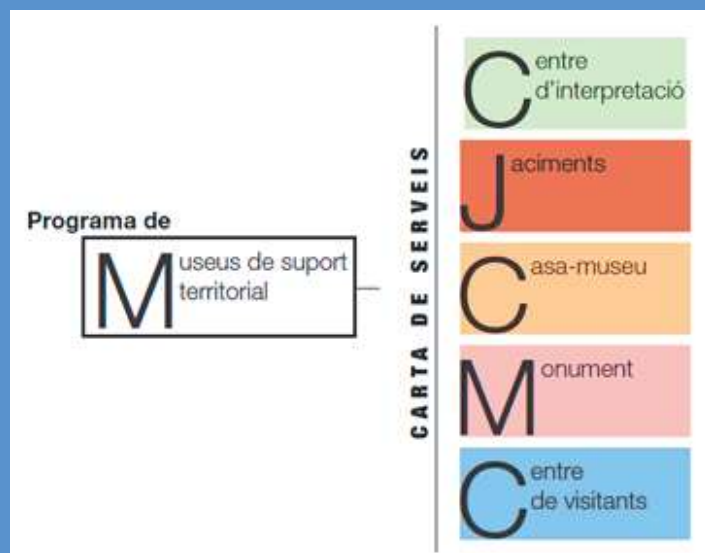 Programa de
Museus de suport
territorial
CARTA DE SERVEIS
Centre
d'interpretació
Jaciments
Casa-museu
Monument
Centre
de visitants